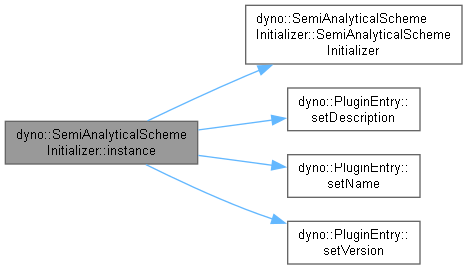 dyno::SemiAnalyticalScheme
Initializer::instance
dyno::SemiAnalyticalScheme
Initializer::SemiAnalyticalScheme
Initializer
dyno::PluginEntry::
setDescription
dyno::PluginEntry::
setName
dyno::PluginEntry::
setVersion